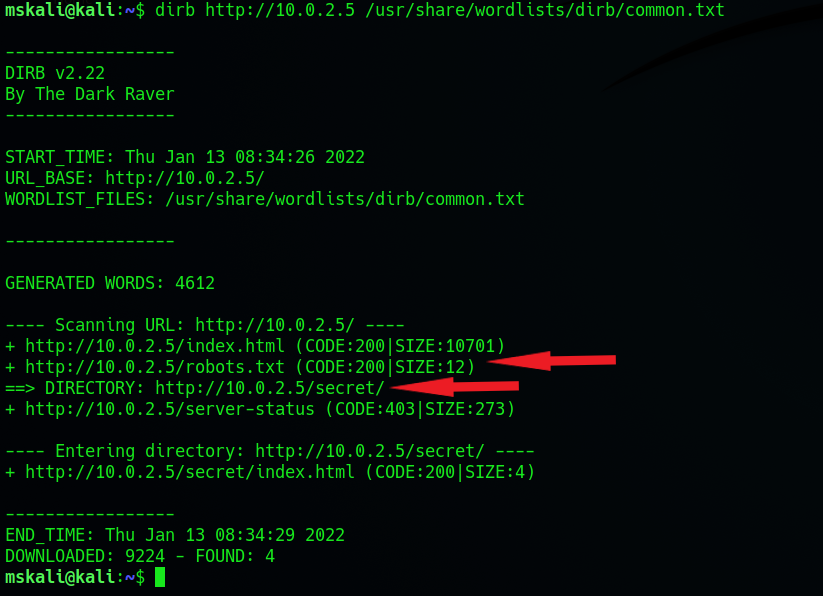 mskali@kali:~$ dirb http://10.0.2.5 /usr/share/wordlists/dirb/common.txt
-----------------
DIRB v2.22
By The Dark Raver
-----------------
START_TIME: Thu Jan 13 08:34:26 2022
URL_BASE: http://10.0.2.5/
WORDLIST_FILES: /usr/share/wordlists/dirb/common.txt
-----------------
GENERATED WORDS: 4612
---- Scanning URL: http://10.0.2.5/ ----
+ http://10.0.2.5/index.html (CODE:200|SIZE:10701)
+ http://10.0.2.5/robots.txt (CODE:200|SIZE:12)
==> DIRECTORY: http://10.0.2.5/secret/
+ http://10.0.2.5/server-status (CODE:403|SIZE:273)
---- Entering directory: http://10.0.2.5/secret/ ----
+ http://10.0.2.5/secret/index.html (CODE:200|SIZE:4)
-----------------
END_TIME: Thu Jan 13 08:34:29 2022
DOWNLOADED: 9224 - FOUND: 4
mskali@kali:~$